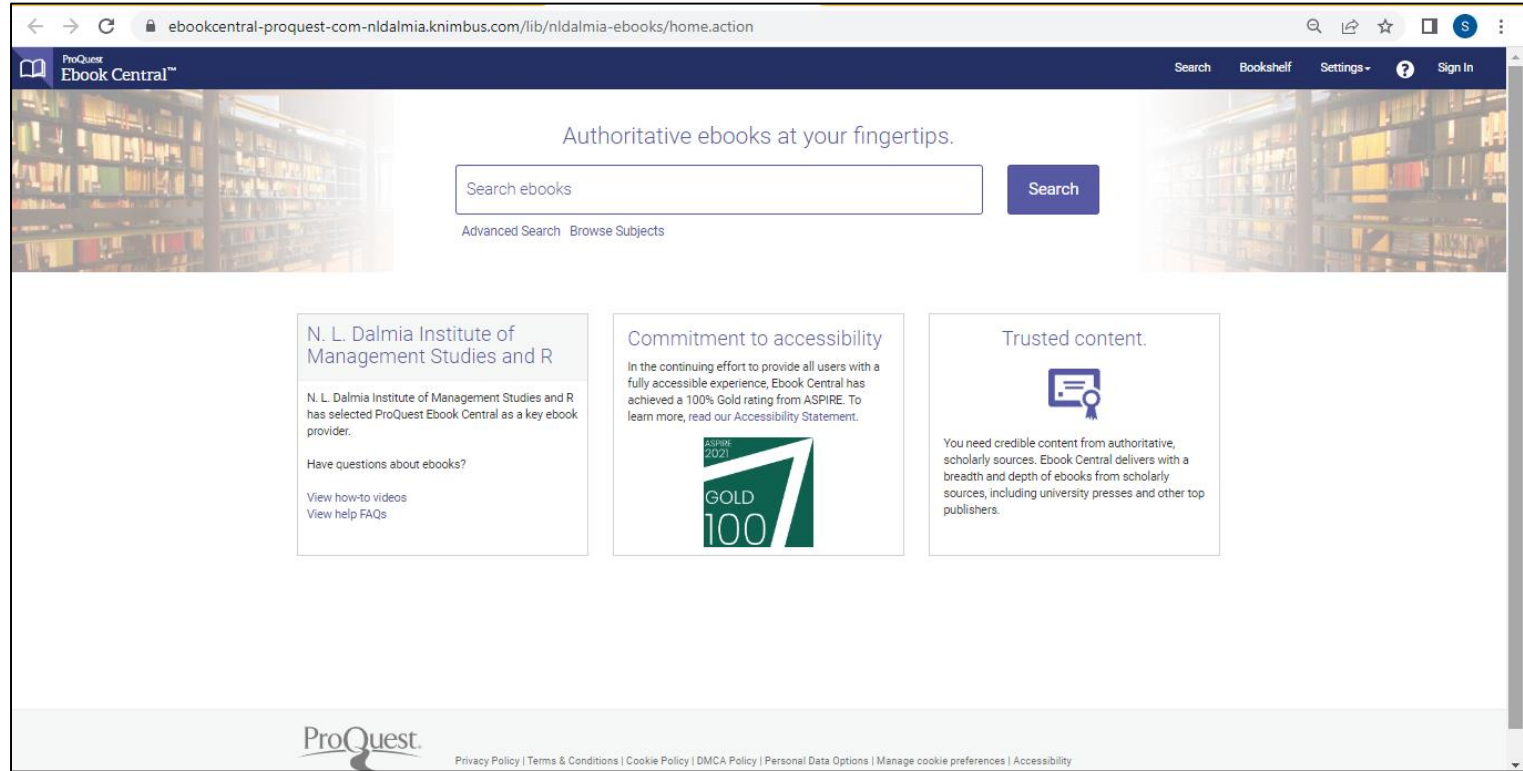 ebookcentral-proquest-com-nldalmia.knimbus.com/lib/nldalmia-ebooks/home.action
S
ProQuest
Ebook Central™
Search
Bookshelf
Settings
?
Sign In
Authoritative ebooks at your fingertips.
Search ebooks
Search
Advanced Search Browse Subjects
N. L. Dalmia Institute of
Management Studies and R
N. L. Dalmia Institute of Management Studies and R
has selected ProQuest Ebook Central as a key ebook
provider.
Have questions about ebooks?
View how-to videos
View help FAQs
Commitment to accessibility
In the continuing effort to provide all users with a
fully accessible experience, Ebook Central has
achieved a 100% Gold rating from ASPIRE. To
learn more, read our Accessibility Statement.
ASPIRE
2021
GOLD
100
Trusted content.
You need credible content from authoritative,
scholarly sources. Ebook Central delivers with a
breadth and depth of ebooks from scholarly
sources, including university presses and other top
publishers.
ProQuest.
Privacy Policy | Terms & Conditions | Cookie Policy | DMCA Policy | Personal Data Options | Manage cookie preferences | Accessibility